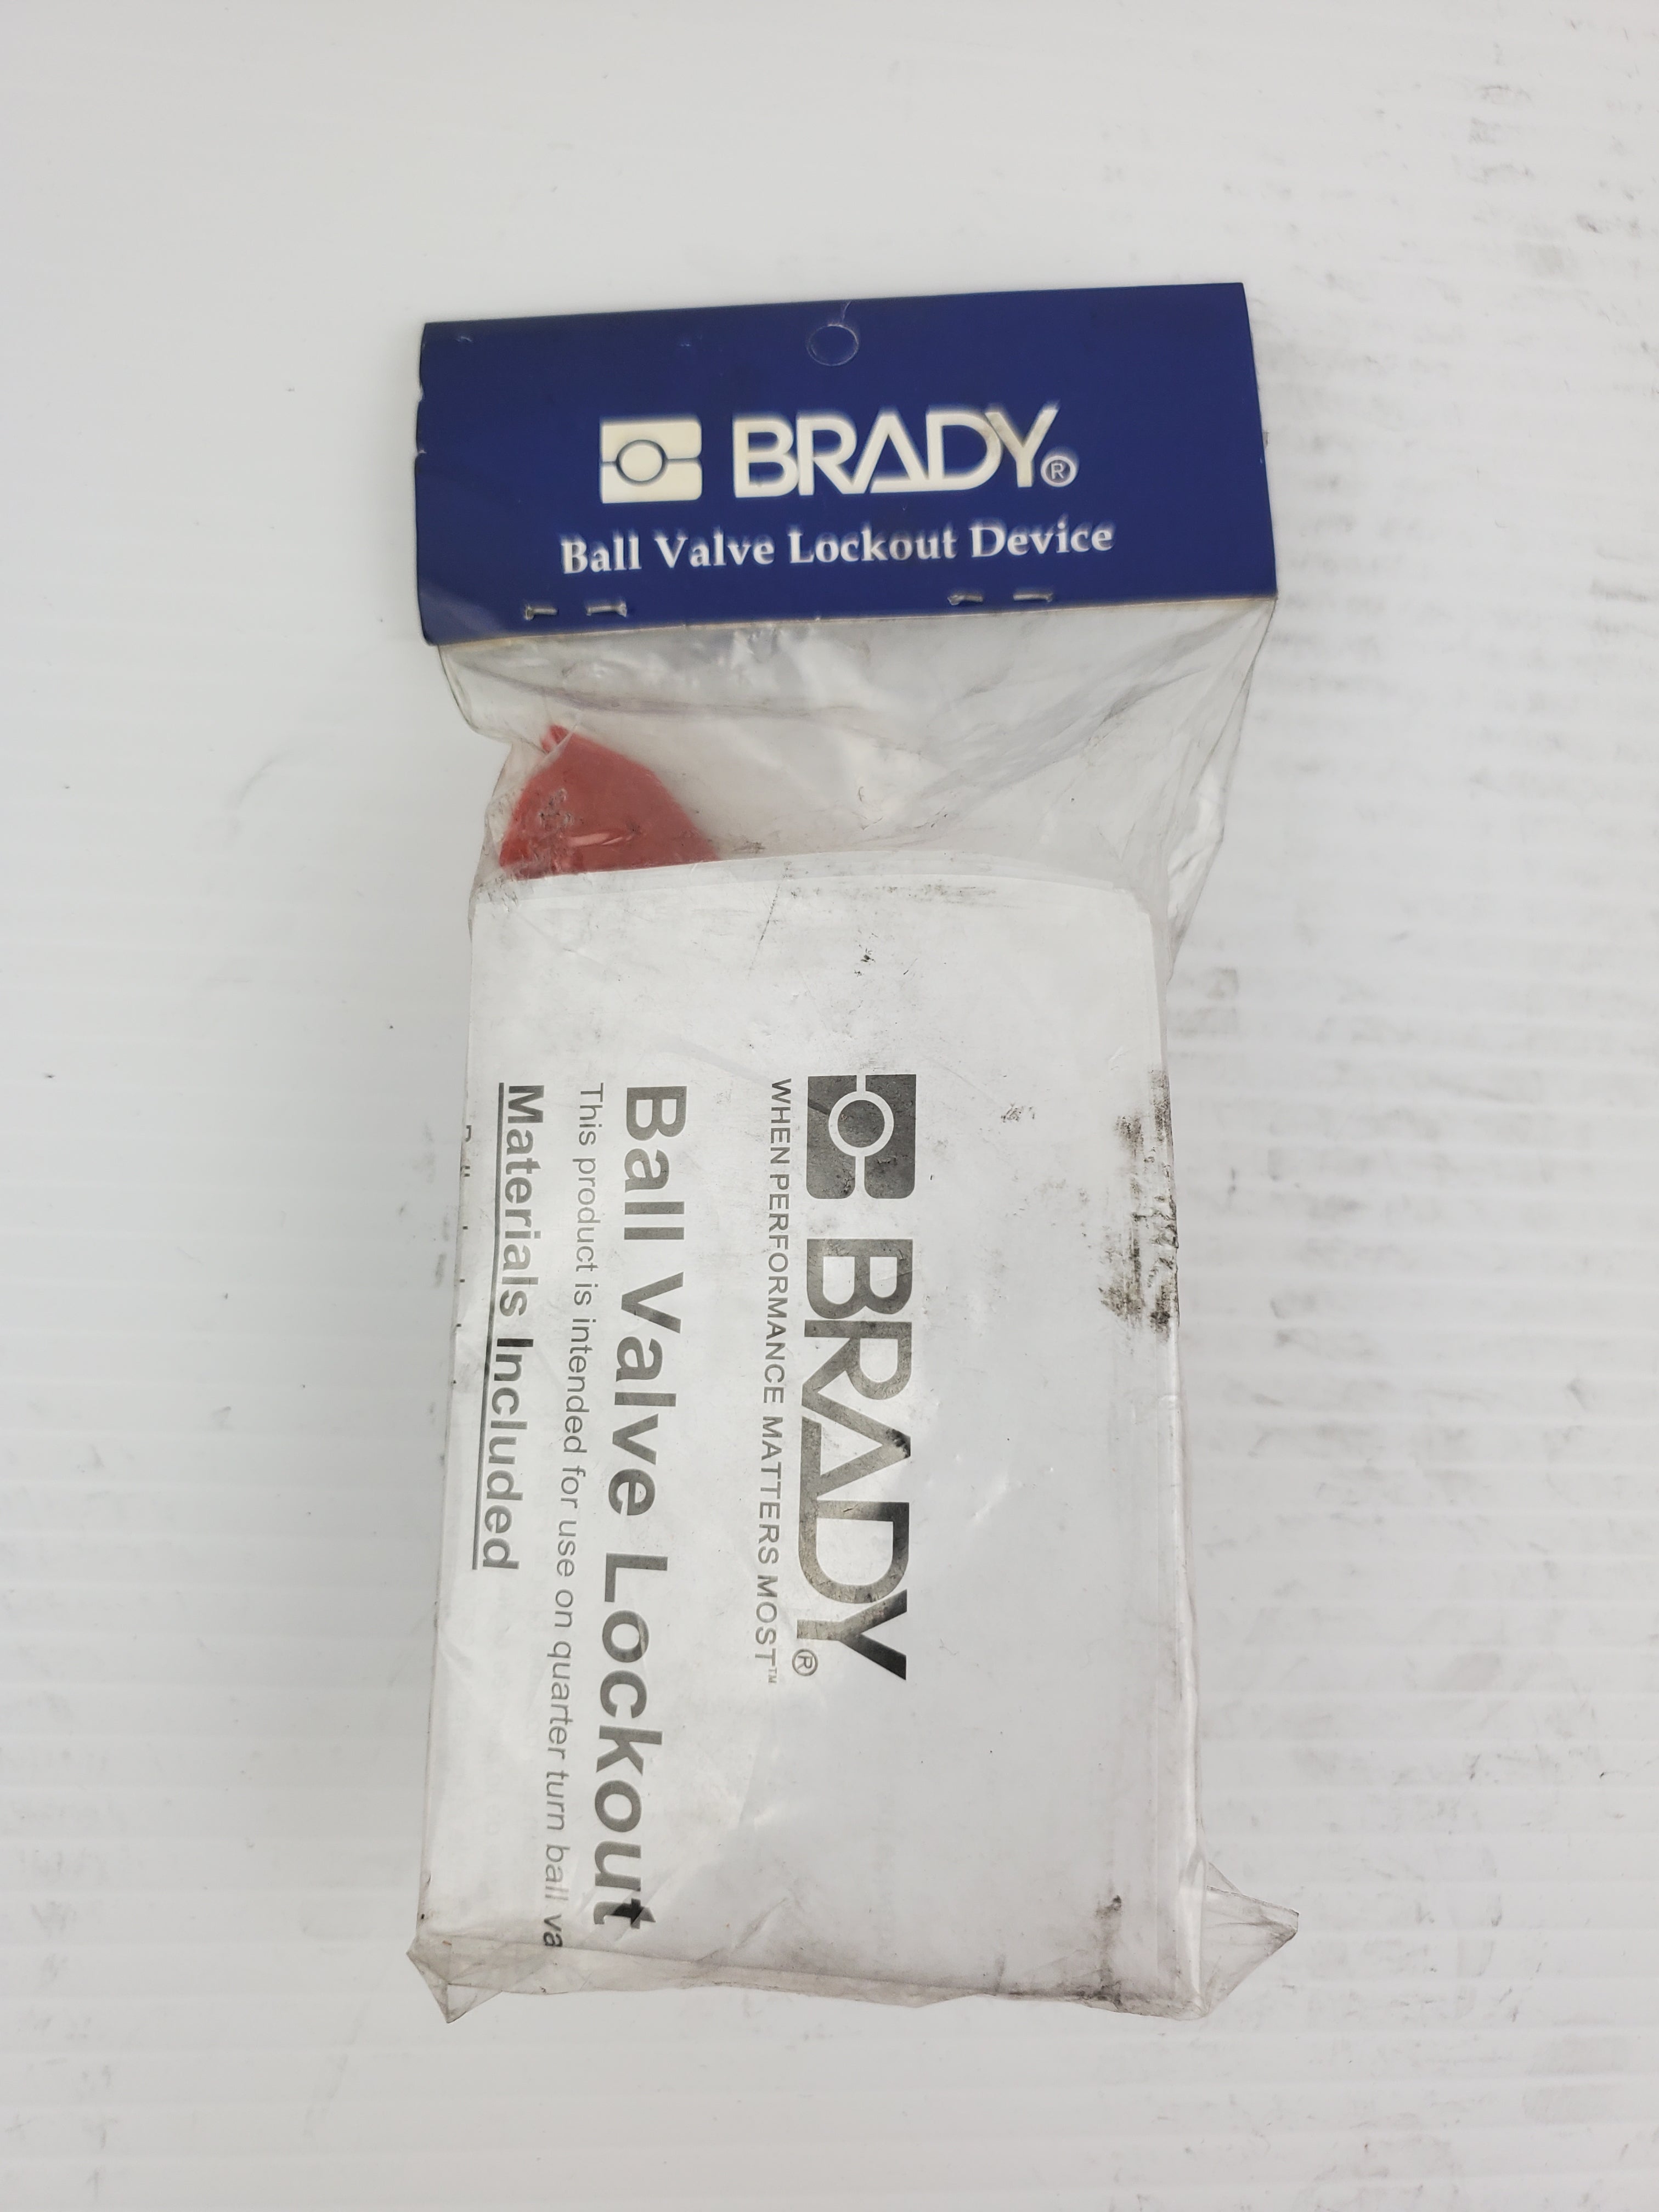 BRADY®
Ball Valve Lockout Device
BRADY®
WHEN PERFORMANCE MATTERS MOST™
Ball Valve Lockout
This product is intended for use on quarter turn ball va
Materials Included